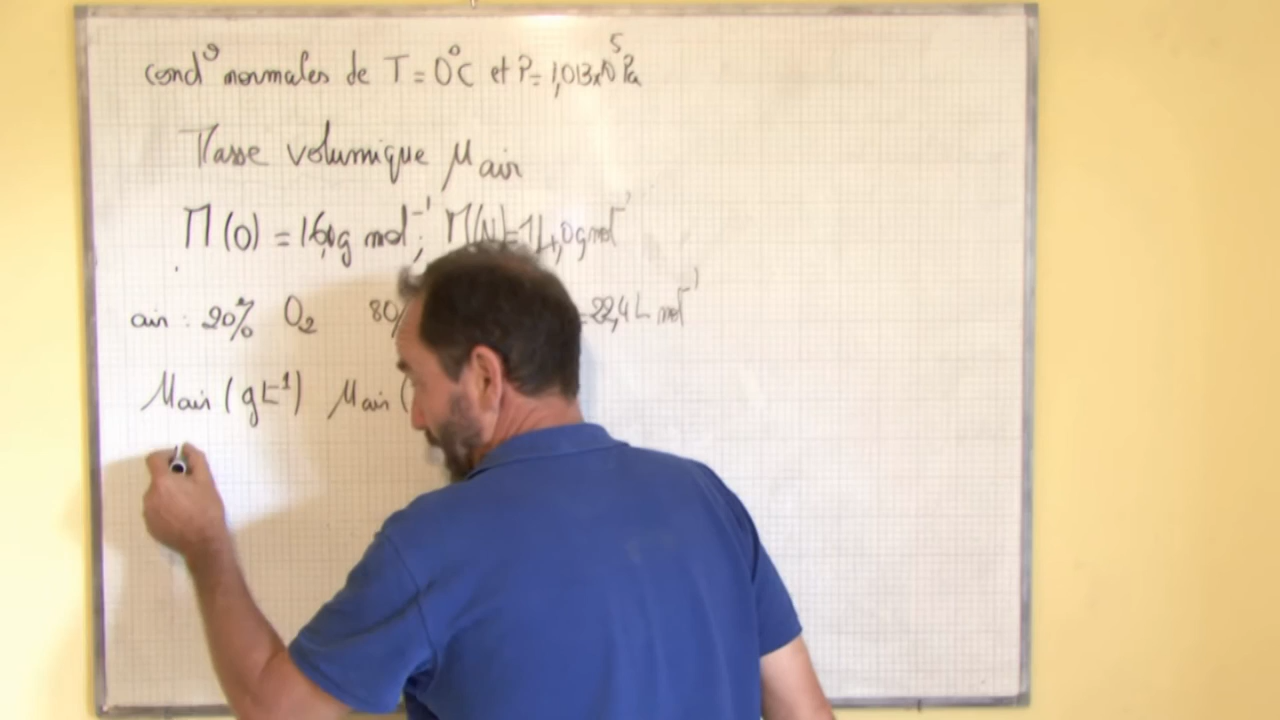 cond° normales de T = 0°C et P = 1,013x10⁵ Pa
Masse volumique μ air
M(O) = 16,0 g mol⁻¹; M(N)=14,0 g mol⁻¹
air : 20% O₂ 80 =22,4 L mol⁻¹
μ air (g L⁻¹) μ air (